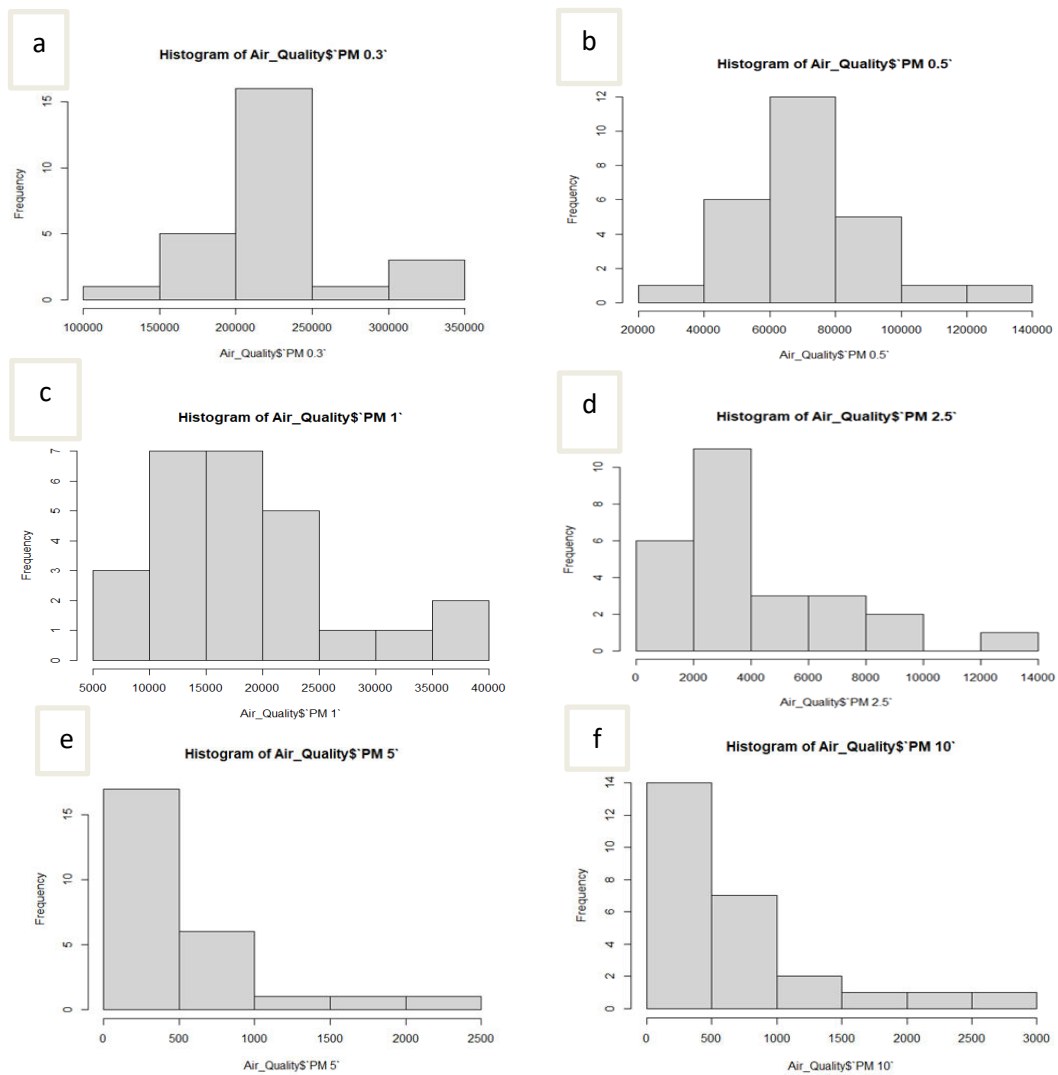 a
Histogram of Air_Quality$`PM 0.3`
Frequency
0 5 10 15
100000 150000 200000 250000 300000 350000
Air_Quality$`PM 0.3`
b
Histogram of Air_Quality$`PM 0.5`
Frequency
0 2 4 6 8 10 12
20000 40000 60000 80000 100000 120000 140000
Air_Quality$`PM 0.5`
c
Histogram of Air_Quality$`PM 1`
Frequency
0 1 2 3 4 5 6 7
5000 10000 15000 20000 25000 30000 35000 40000
Air_Quality$`PM 1`
d
Histogram of Air_Quality$`PM 2.5`
Frequency
0 2 4 6 8 10
0 2000 4000 6000 8000 10000 12000 14000
Air_Quality$`PM 2.5`
e
Histogram of Air_Quality$`PM 5`
Frequency
0 5 10 15
0 500 1000 1500 2000 2500
Air_Quality$`PM 5`
f
Histogram of Air_Quality$`PM 10`
Frequency
0 2 4 6 8 10 12 14
0 500 1000 1500 2000 2500 3000
Air_Quality$`PM 10`